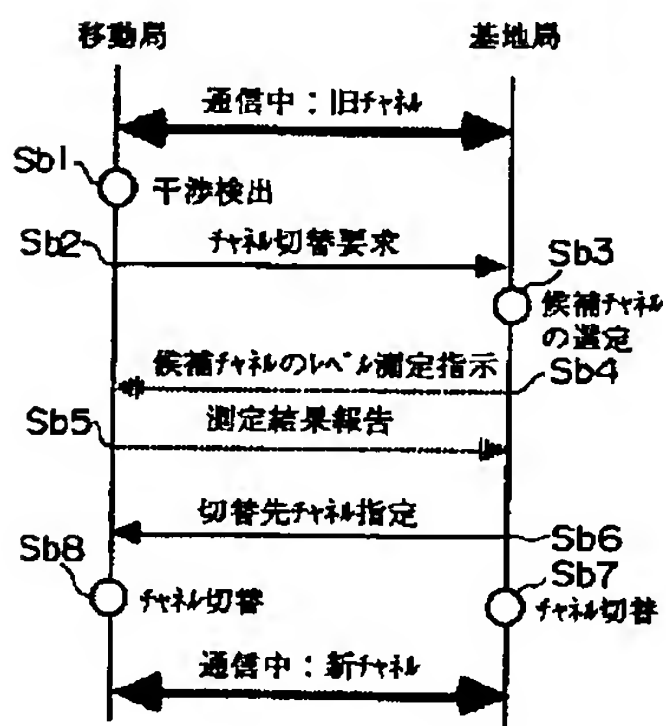 移動局
基地局
通信中：旧ﾁｬﾈﾙ
Sb1
干渉検出
Sb2
ﾁｬﾈﾙ切替要求
Sb3
候補ﾁｬﾈﾙ
の選定
候補ﾁｬﾈﾙのﾚﾍﾞﾙ測定指示
Sb4
Sb5
測定結果報告
切替先ﾁｬﾈﾙ指定
Sb6
Sb8
ﾁｬﾈﾙ切替
Sb7
ﾁｬﾈﾙ切替
通信中：新ﾁｬﾈﾙ